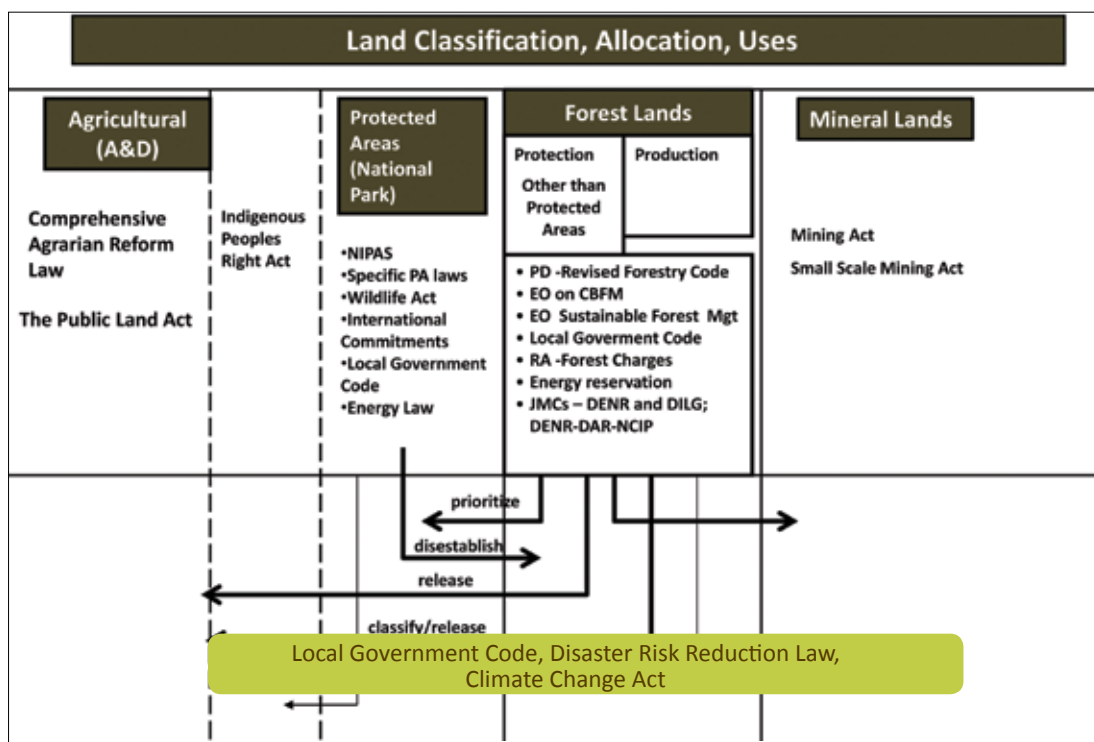 Land Classification, Allocation, Uses
Agricultural
(A&D)
Comprehensive
Agrarian Reform
Law
The Public Land Act
Indigenous
Peoples
Right Act
Protected
Areas
(National
Park)
•NIPAS
•Specific PA laws
•Wildlife Act
•International
Commitments
•Local Government
Code
•Energy Law
Forest Lands
Protection
Other than
Protected
Areas
Production
• PD -Revised Forestry Code
• EO on CBFM
• EO Sustainable Forest Mgt
• Local Goverment Code
• RA -Forest Charges
• Energy reservation
• JMCs – DENR and DILG;
DENR-DAR-NCIP
Mineral Lands
Mining Act
Small Scale Mining Act
prioritize
disestablish
release
classify/release
Local Government Code, Disaster Risk Reduction Law,
Climate Change Act